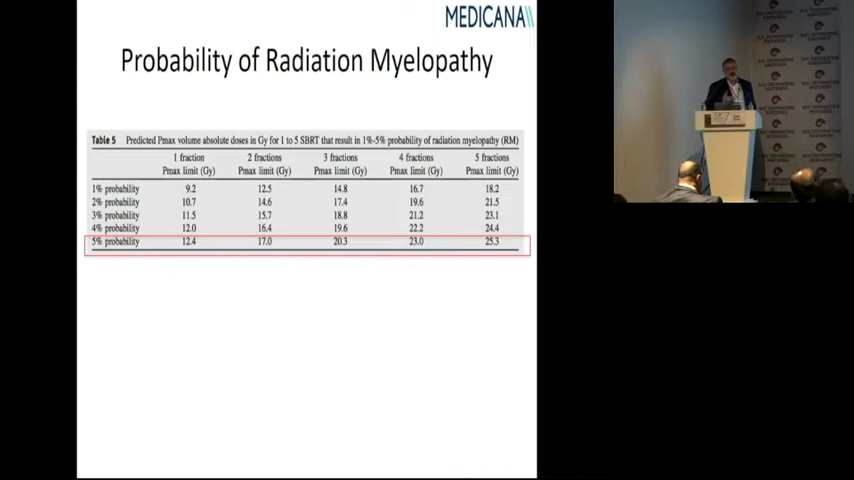 MEDICANA
Probability of Radiation Myelopathy
Table 5 Predicted Pmax volume absolute doses in Gy for 1 to 5 SBRT that result in 1%-5% probability of radiation myelopathy (RM)
1 fraction 2 fractions 3 fractions 4 fractions 5 fractions
Pmax limit (Gy) Pmax limit (Gy) Pmax limit (Gy) Pmax limit (Gy) Pmax limit (Gy)
1% probability 9.2 12.5 14.8 16.7 18.2
2% probability 10.7 14.6 17.4 19.6 21.5
3% probability 11.5 15.7 18.8 21.2 23.1
4% probability 12.0 16.4 19.6 22.2 24.4
5% probability 12.4 17.0 20.3 23.0 25.3